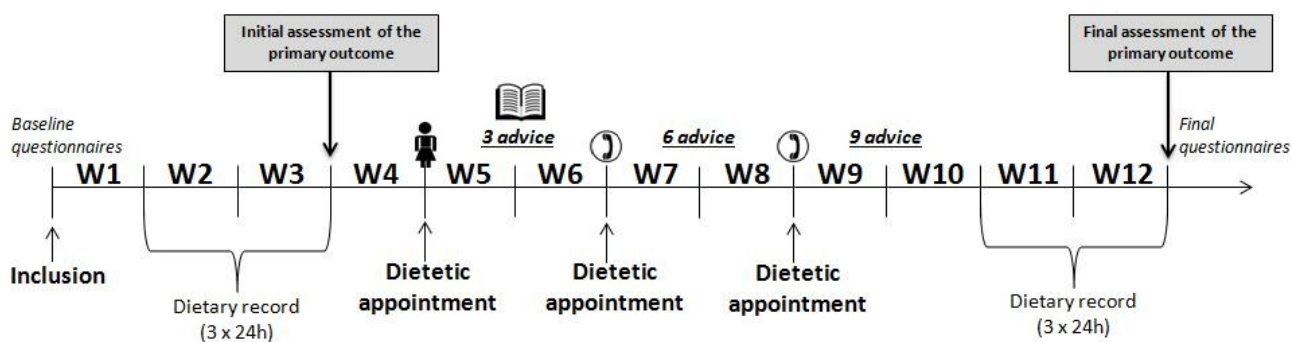 Initial assessment of the
primary outcome
Final assessment of the
primary outcome
Baseline
questionnaires
3 advice
6 advice
9 advice
Final
questionnaires
W1 W2 W3 W4 W5 W6 W7 W8 W9 W10 W11 W12
Inclusion
Dietary record
(3 x 24h)
Dietetic
appointment
Dietetic
appointment
Dietetic
appointment
Dietary record
(3 x 24h)